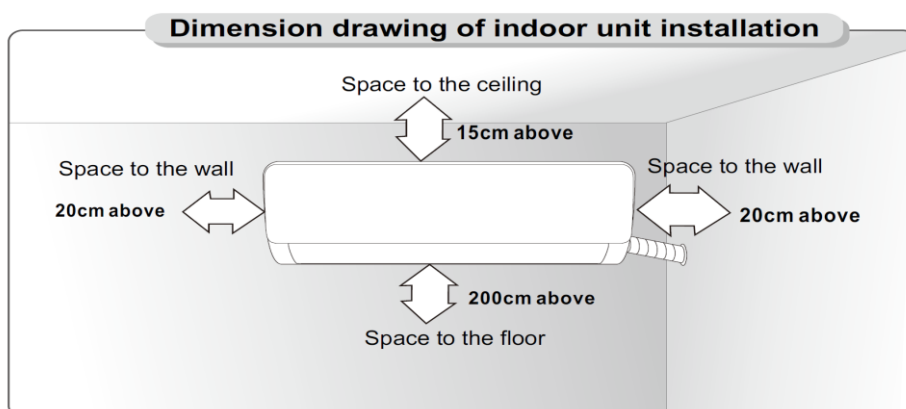 Dimension drawing of indoor unit installation
Space to the ceiling
15cm above
Space to the wall
20cm above
Space to the wall
20cm above
200cm above
Space to the floor